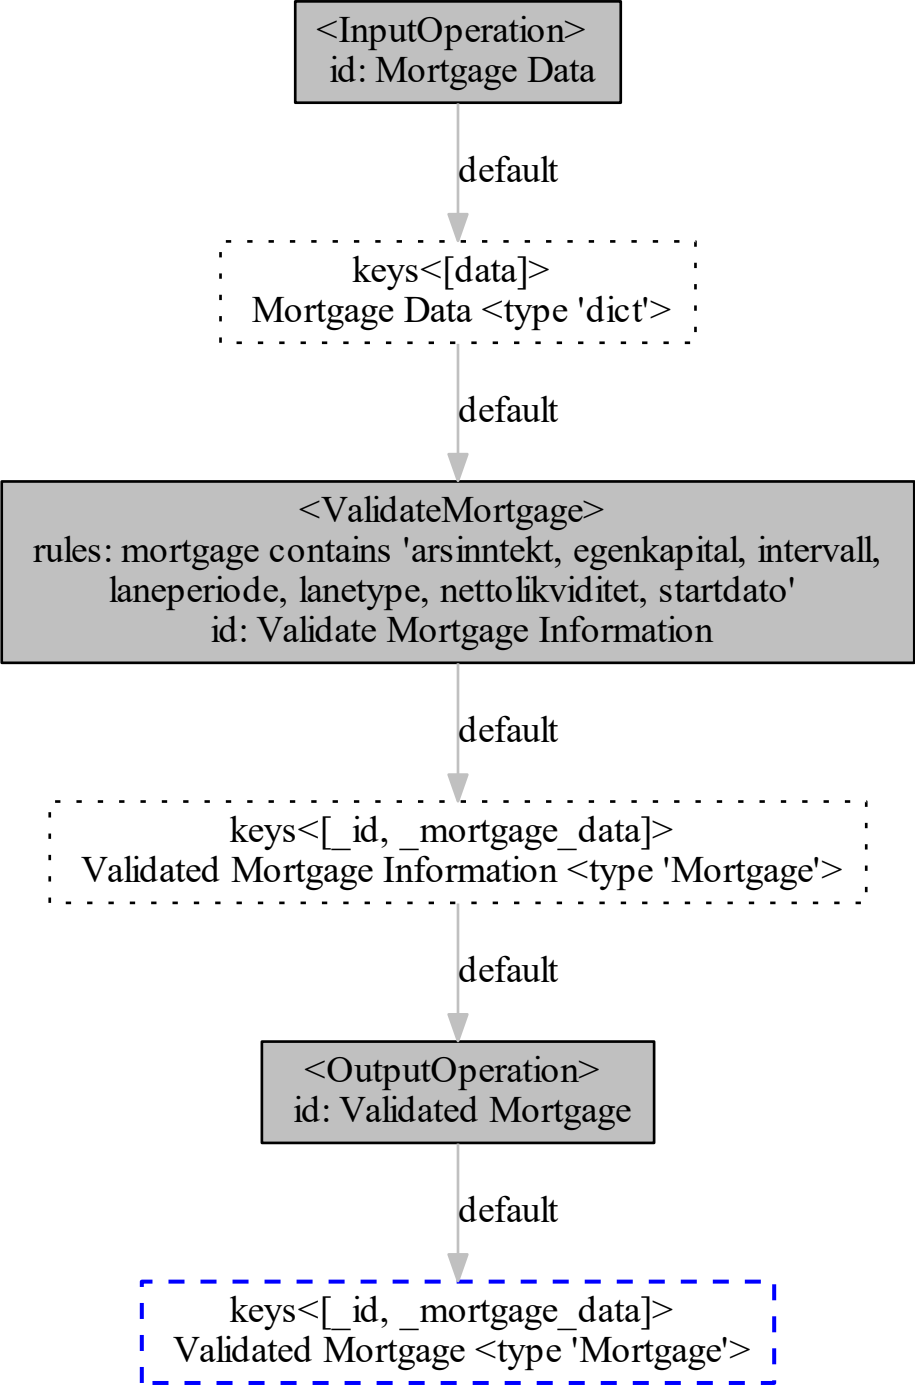 <InputOperation>
id: Mortgage Data
default
keys<[data]>
Mortgage Data <type 'dict'>
default
<ValidateMortgage>
rules: mortgage contains 'arsinntekt, egenkapital, intervall,
laneperiode, lanetype, nettolikviditet, startdato'
id: Validate Mortgage Information
default
keys<[_id, _mortgage_data]>
Validated Mortgage Information <type 'Mortgage'>
default
<OutputOperation>
id: Validated Mortgage
default
keys<[_id, _mortgage_data]>
Validated Mortgage <type 'Mortgage'>